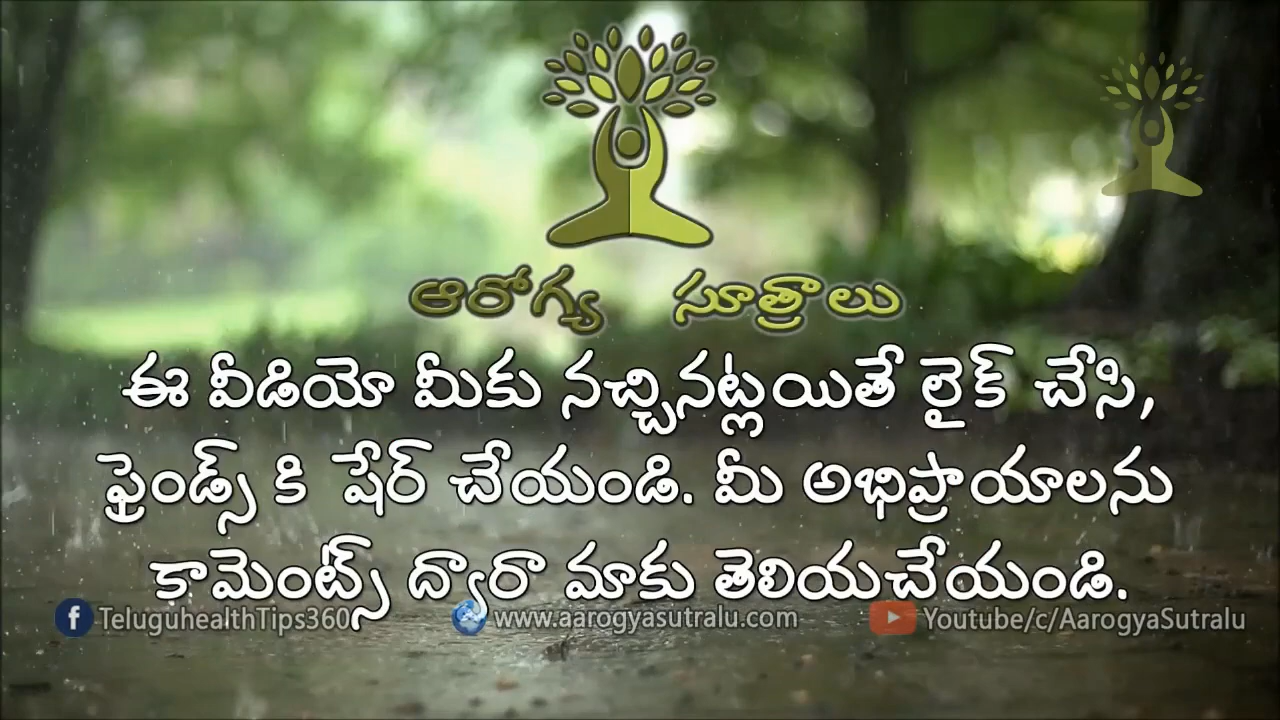 ఆరోగ్య సూత్రాలు
ఈ వీడియో మీకు నచ్చినట్లయితే లైక్ చేసి,
ఫ్రెండ్స్ కి షేర్ చేయండి. మీ అభిప్రాయాలను
కామెంట్స్ ద్వారా మాకు తెలియచేయండి.
TeluguhealthTips360 www.aarogyasutralu.com Youtube/c/AarogyaSutralu